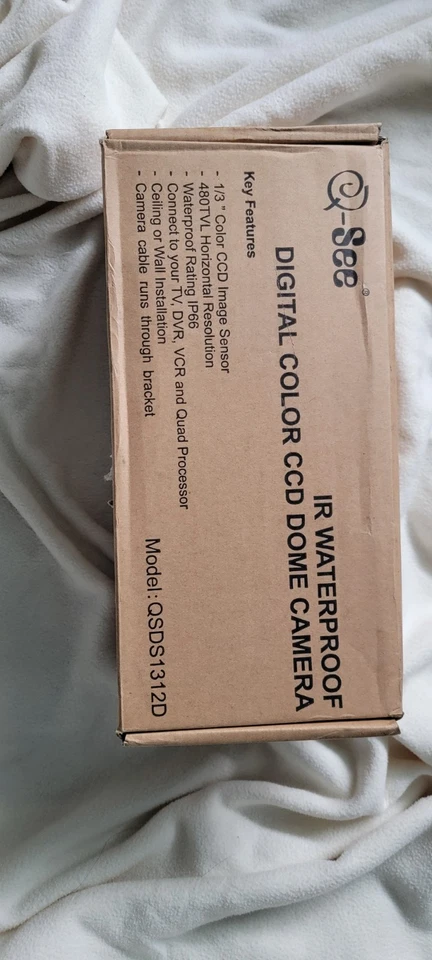 Q-See®
IR WATERPROOF
DIGITAL COLOR CCD DOME CAMERA
Key Features
- 1/3 " Color CCD Image Sensor
- 480TVL Horizontal Resolution
- Waterproof Rating IP66
- Connect to your TV, DVR, VCR and Quad Processor
- Ceiling or Wall Installation
- Camera cable runs through bracket
Model: QSDS1312D